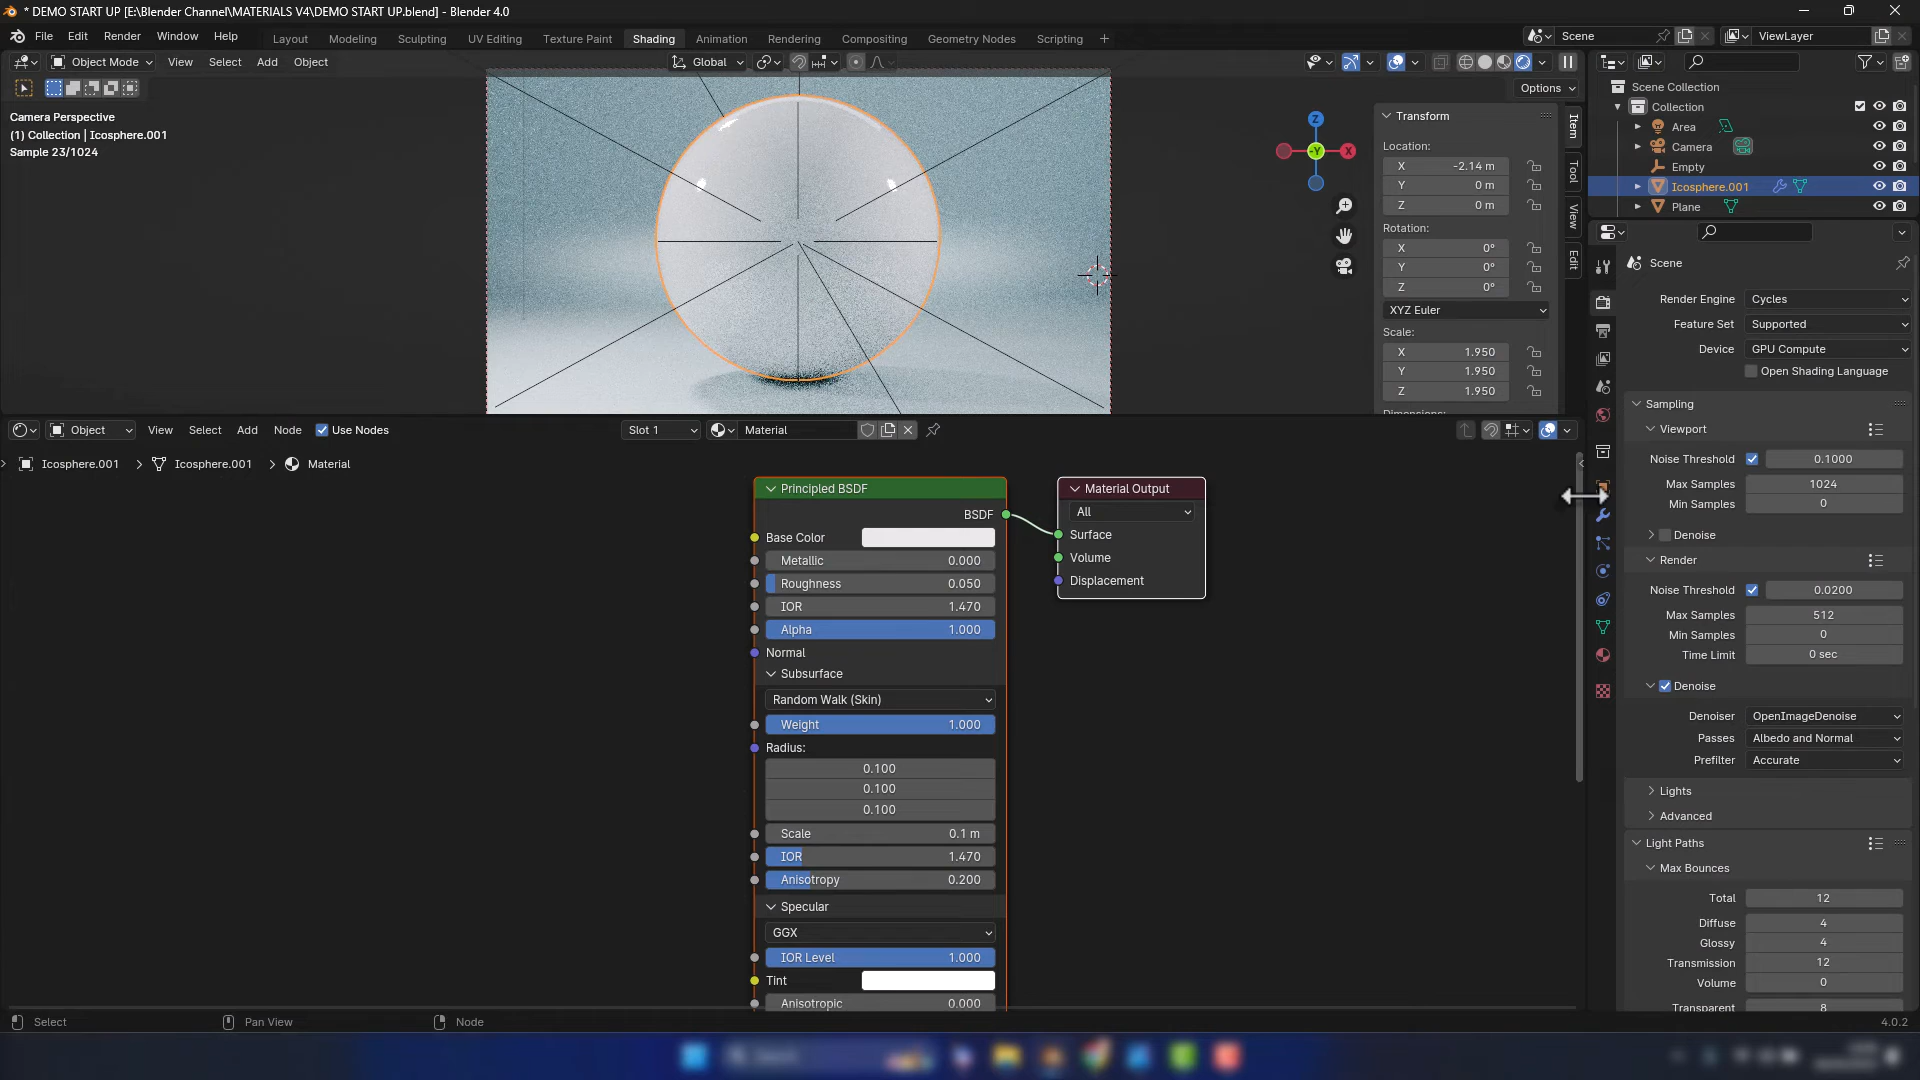 * DEMO START UP [E:\Blender Channel\MATERIALS V4\DEMO START UP.blend] - Blender 4.0
File Edit Render Window Help
Layout Modeling Sculpting UV Editing Texture Paint Shading Animation Rendering Compositing Geometry Nodes Scripting +
Scene
ViewLayer
Object Mode View Select Add Object
Global
Options
Camera Perspective
(1) Collection | Icosphere.001
Sample 23/1024
Z
-Y
X
Transform
Location:
X -2.14 m
Y 0 m
Z 0 m
Rotation:
X 0°
Y 0°
Z 0°
XYZ Euler
Scale:
X 1.950
Y 1.950
Z 1.950
Item
Tool
View
Edit
Scene Collection
Collection
Area
Camera
Empty
Icosphere.001
Plane
Scene
Render Engine Cycles
Feature Set Supported
Device GPU Compute
Open Shading Language
Sampling
Viewport
Noise Threshold 0.1000
Max Samples 1024
Min Samples 0
Denoise
Render
Noise Threshold 0.0200
Max Samples 512
Min Samples 0
Time Limit 0 sec
Denoise
Denoiser OpenImageDenoise
Passes Albedo and Normal
Prefilter Accurate
Lights
Advanced
Light Paths
Max Bounces
Total 12
Diffuse 4
Glossy 4
Transmission 12
Volume 0
Transparent 8
Object View Select Add Node Use Nodes
Slot 1
Material
Icosphere.001 > Icosphere.001 > Material
Principled BSDF
BSDF
Base Color
Metallic 0.000
Roughness 0.050
IOR 1.470
Alpha 1.000
Normal
Subsurface
Random Walk (Skin)
Weight 1.000
Radius:
0.100
0.100
0.100
Scale 0.1 m
IOR 1.470
Anisotropy 0.200
Specular
GGX
IOR Level 1.000
Tint
Anisotropic 0.000
Material Output
All
Surface
Volume
Displacement
Select
Pan View
Node
4.0.2
Search